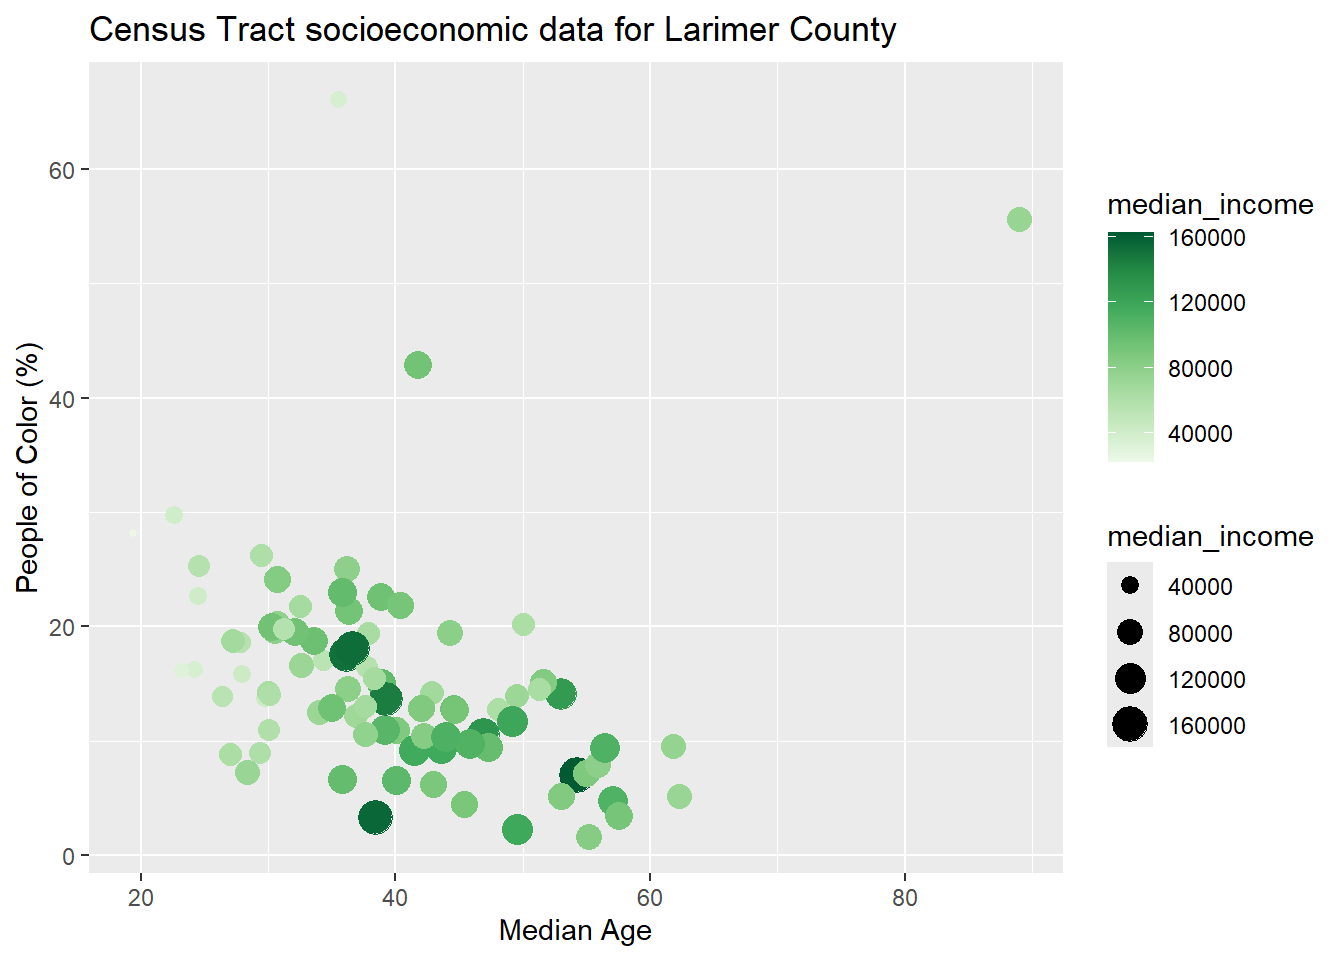 Census Tract socioeconomic data for Larimer County
People of Color (%)
60
40
20
0
20 40 60 80
Median Age
median_income
160000
120000
80000
40000
median_income
40000
80000
120000
160000